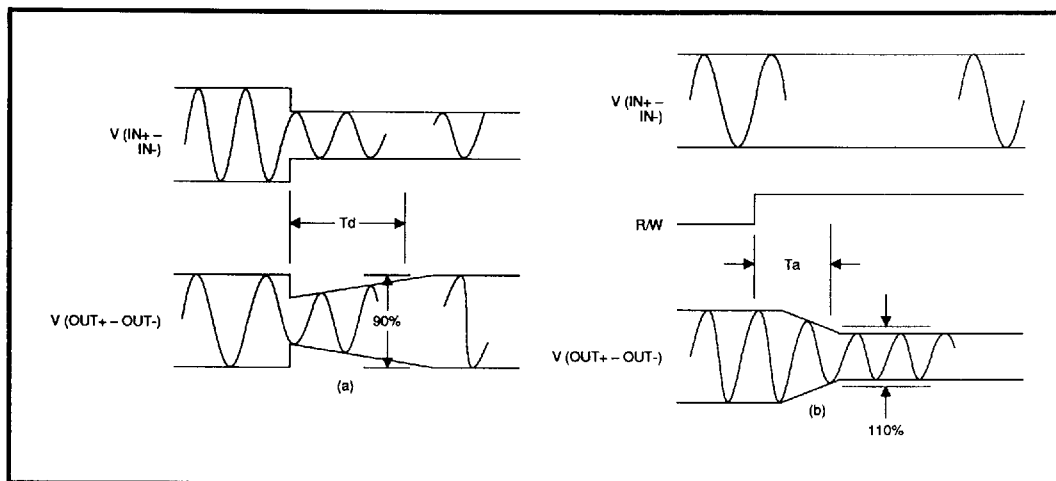 V (IN+ –
IN-)
Td
V (OUT+ – OUT-)
90%
(a)
V (IN+ –
IN-)
R/W
Ta
V (OUT+ – OUT-)
(b)
110%